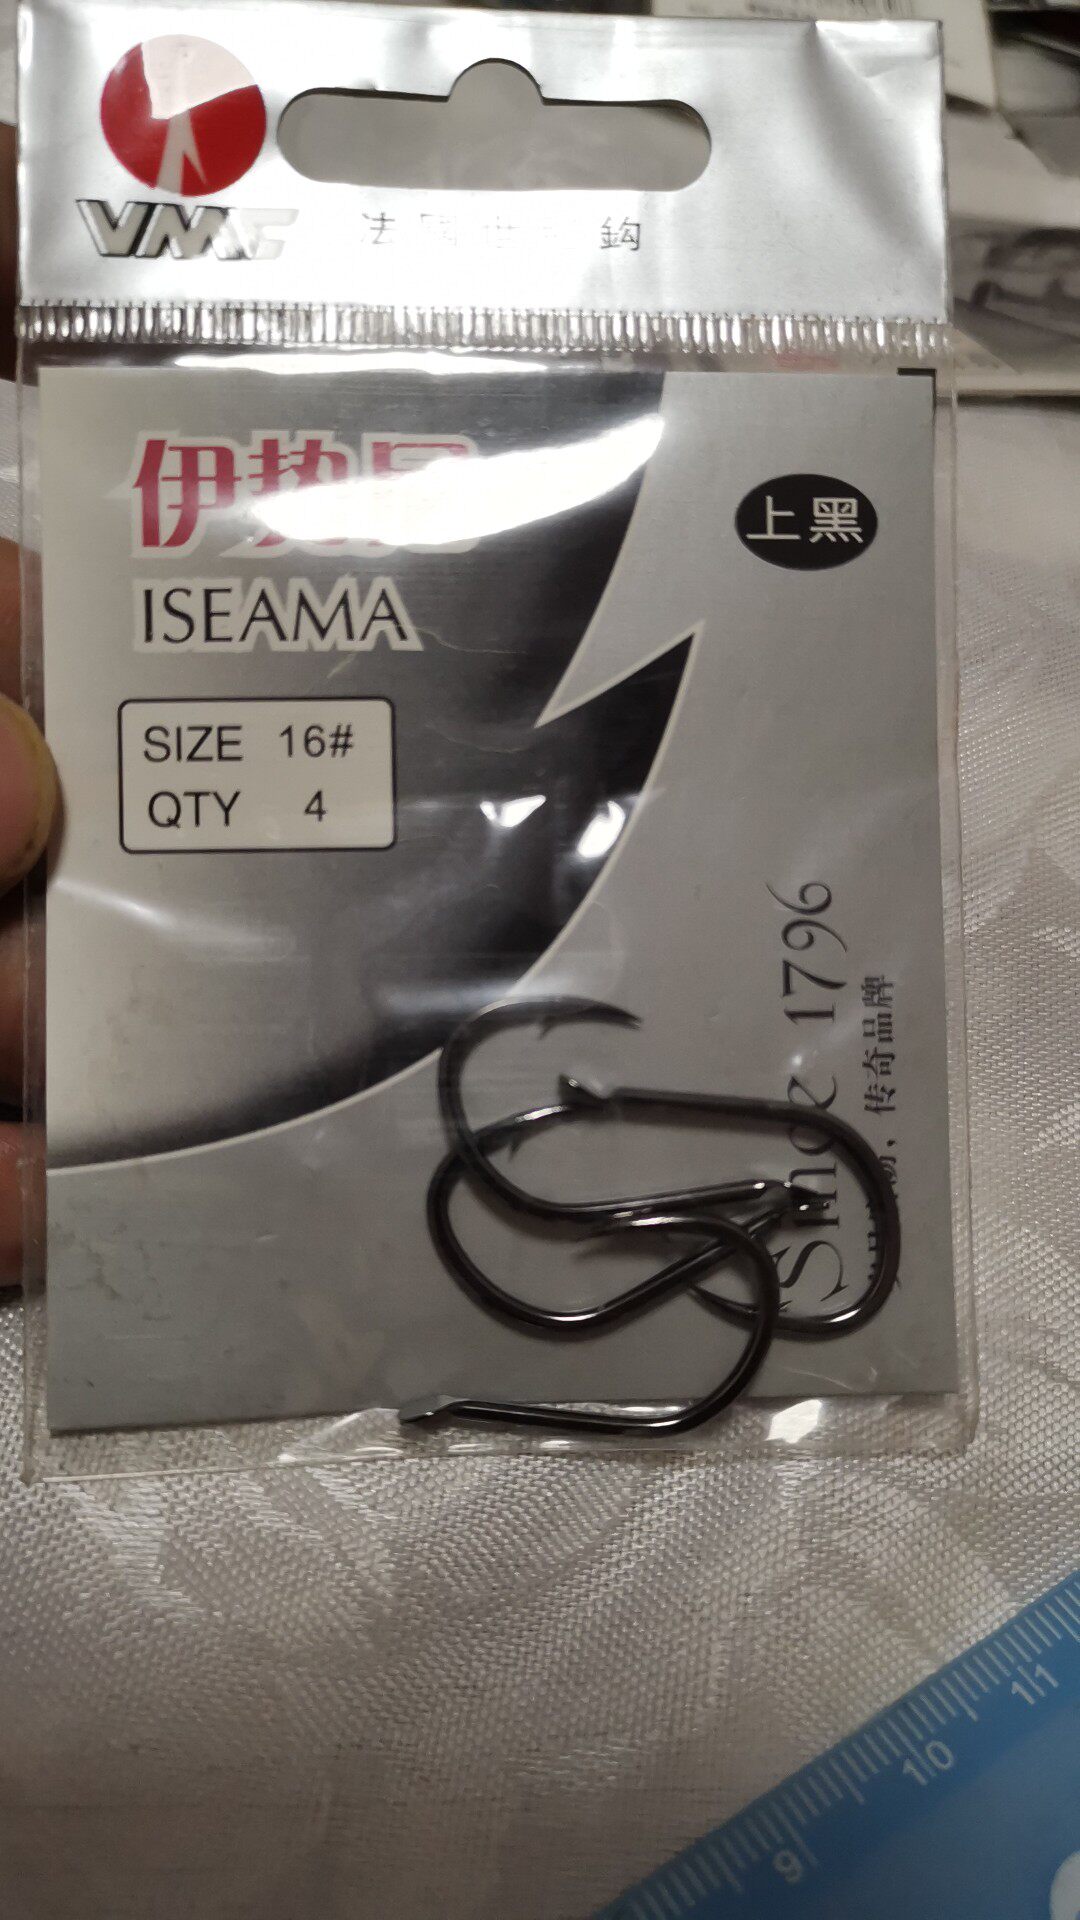 VMC
法國世 鈎
伊势尼
ISEAMA
上黑
SIZE 16#
QTY 4
Since 1796
传奇品牌
9
10
11